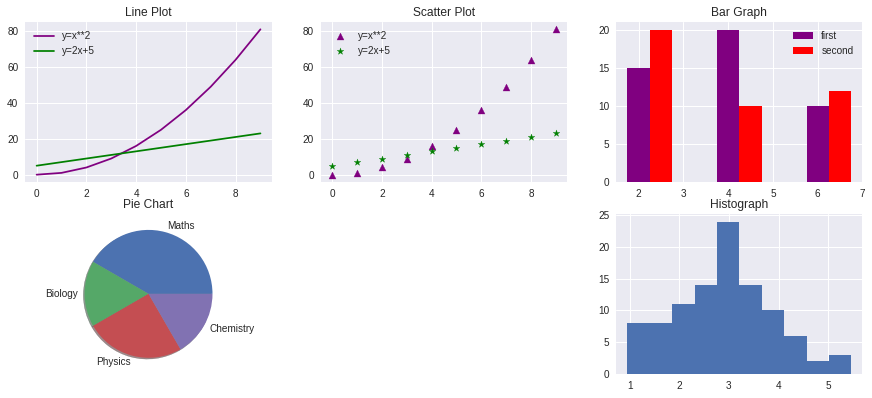 Line Plot
y=x**2
y=2x+5
80
60
40
20
0
0 2 4 6 8
Scatter Plot
y=x**2
y=2x+5
80
60
40
20
0
0 2 4 6 8
Bar Graph
first
second
20
15
10
5
0
2 3 4 5 6 7
Pie Chart
Maths
Biology
Chemistry
Physics
Histograph
25
20
15
10
5
0
1 2 3 4 5